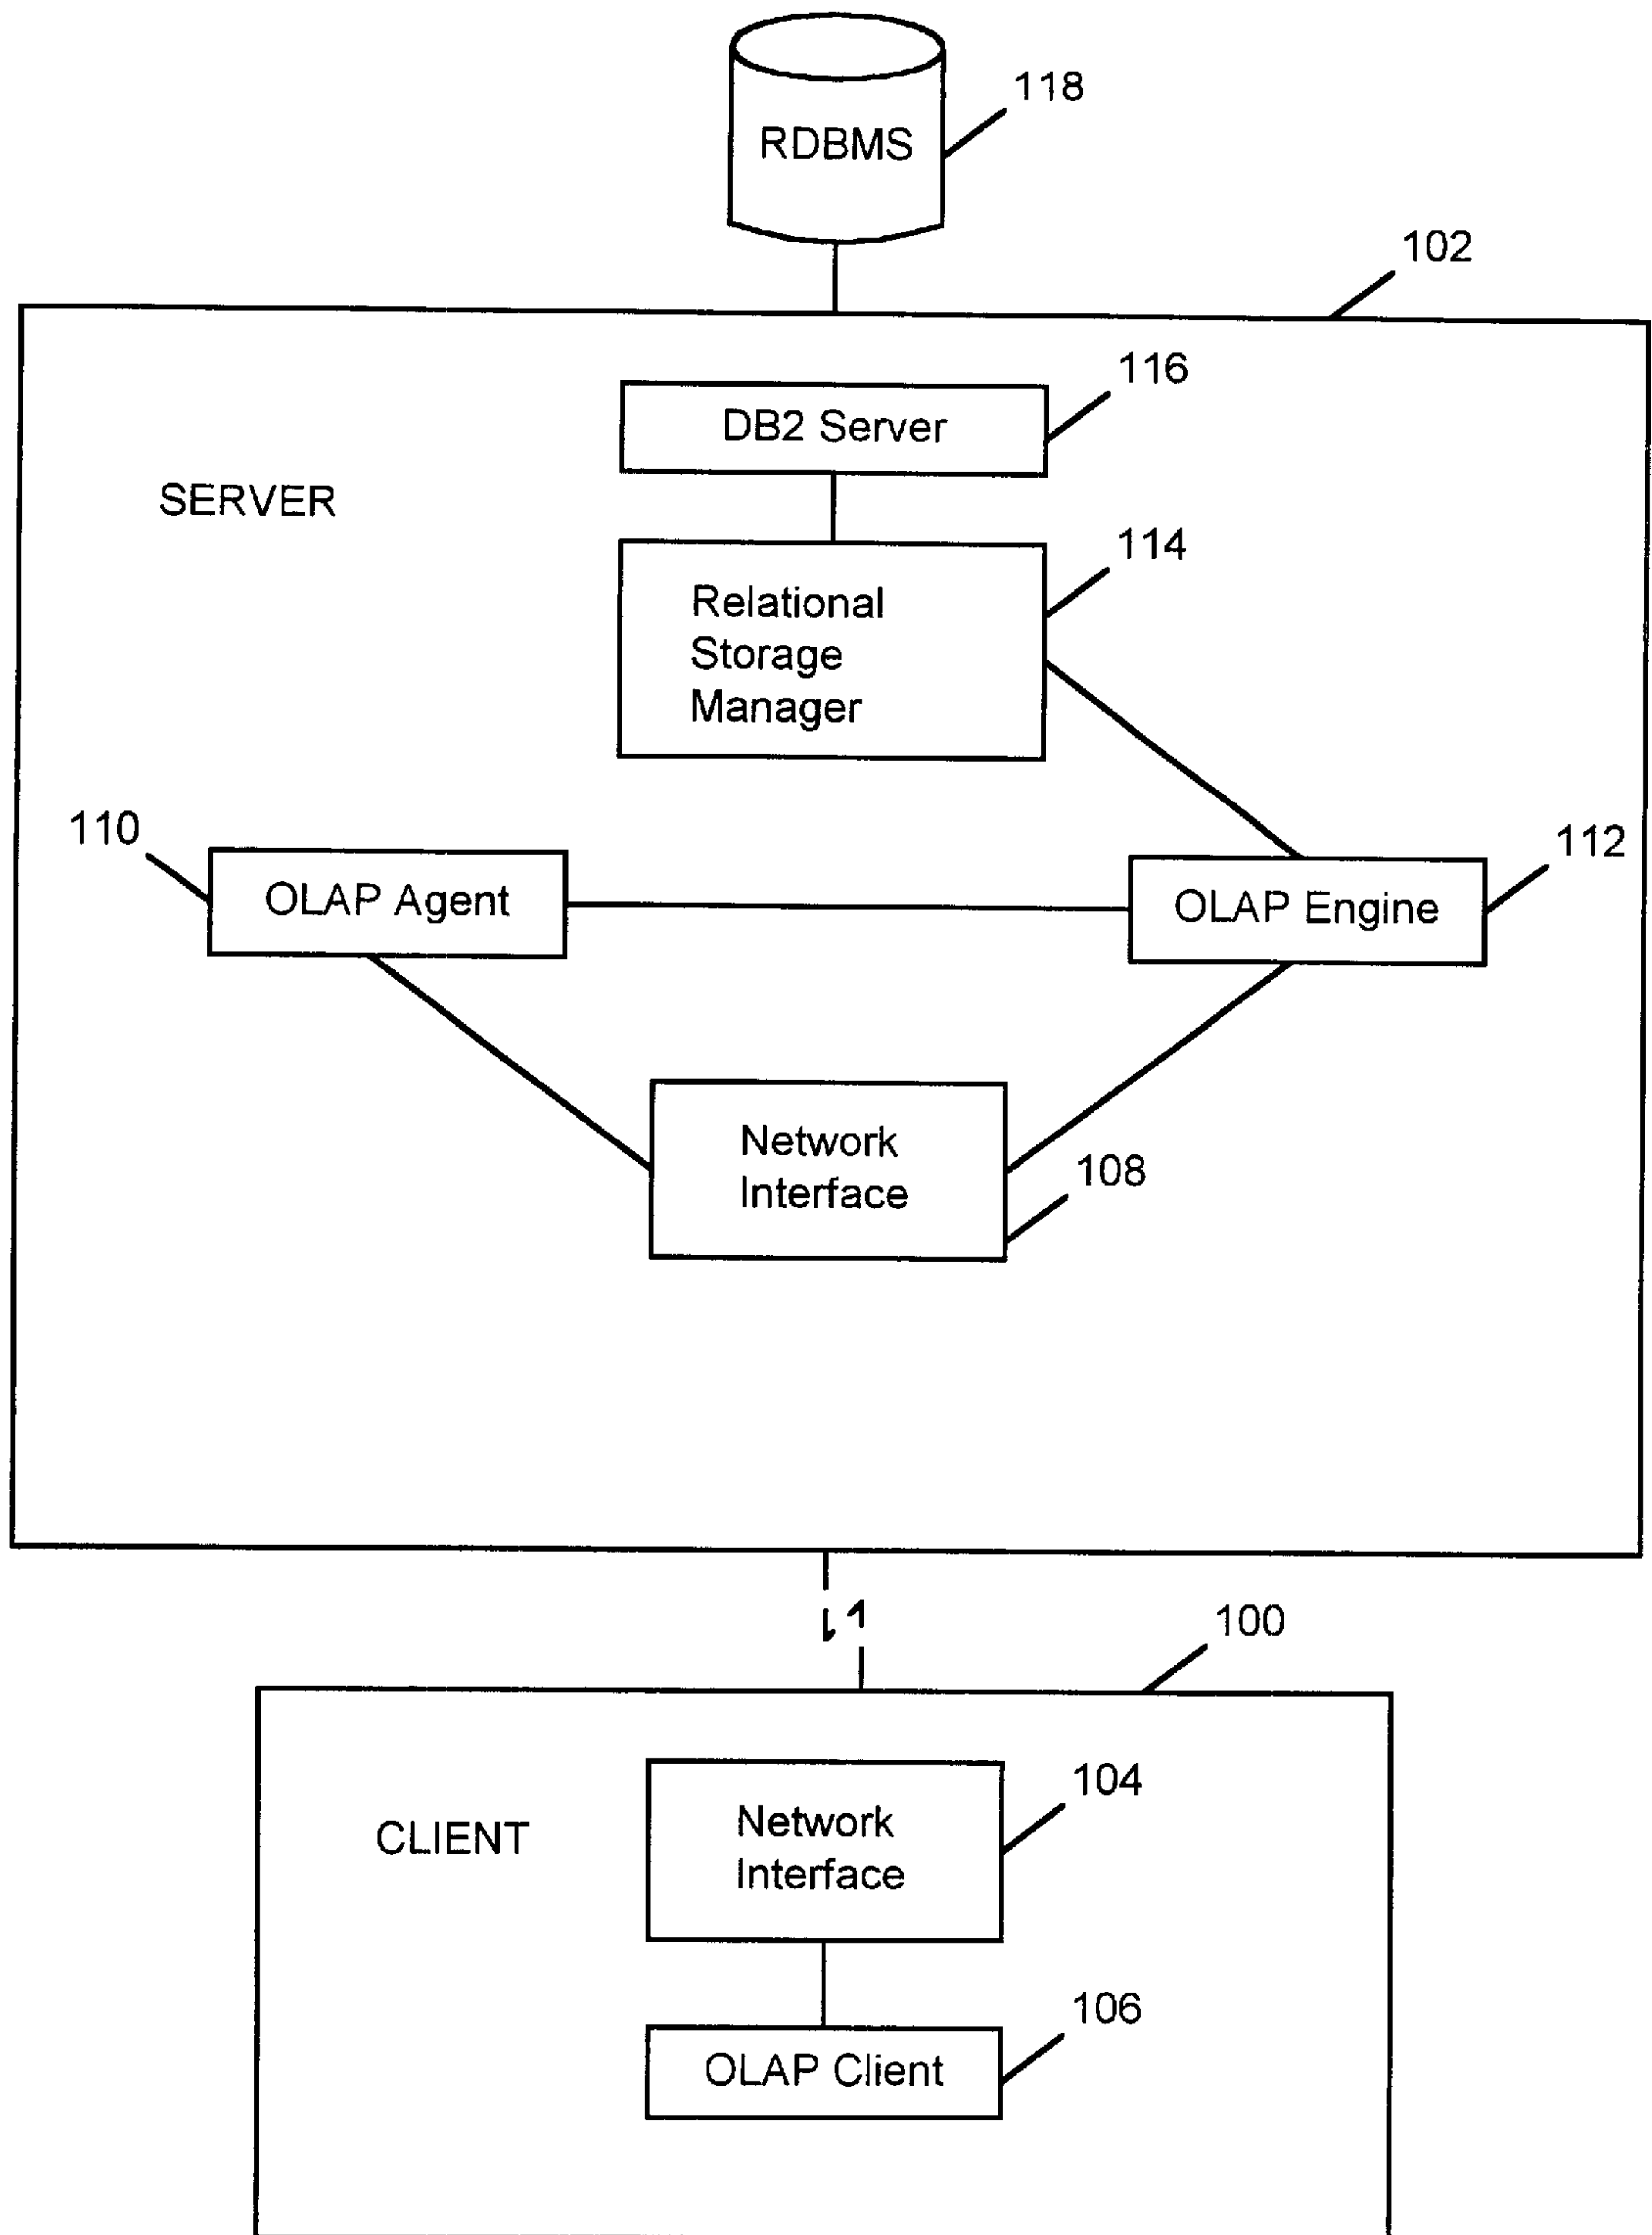 118
RDBMS
102
116
DB2 Server
SERVER
114
Relational
Storage
Manager
110
112
OLAP Agent
OLAP Engine
Network
Interface
108
100
104
Network
Interface
CLIENT
106
OLAP Client